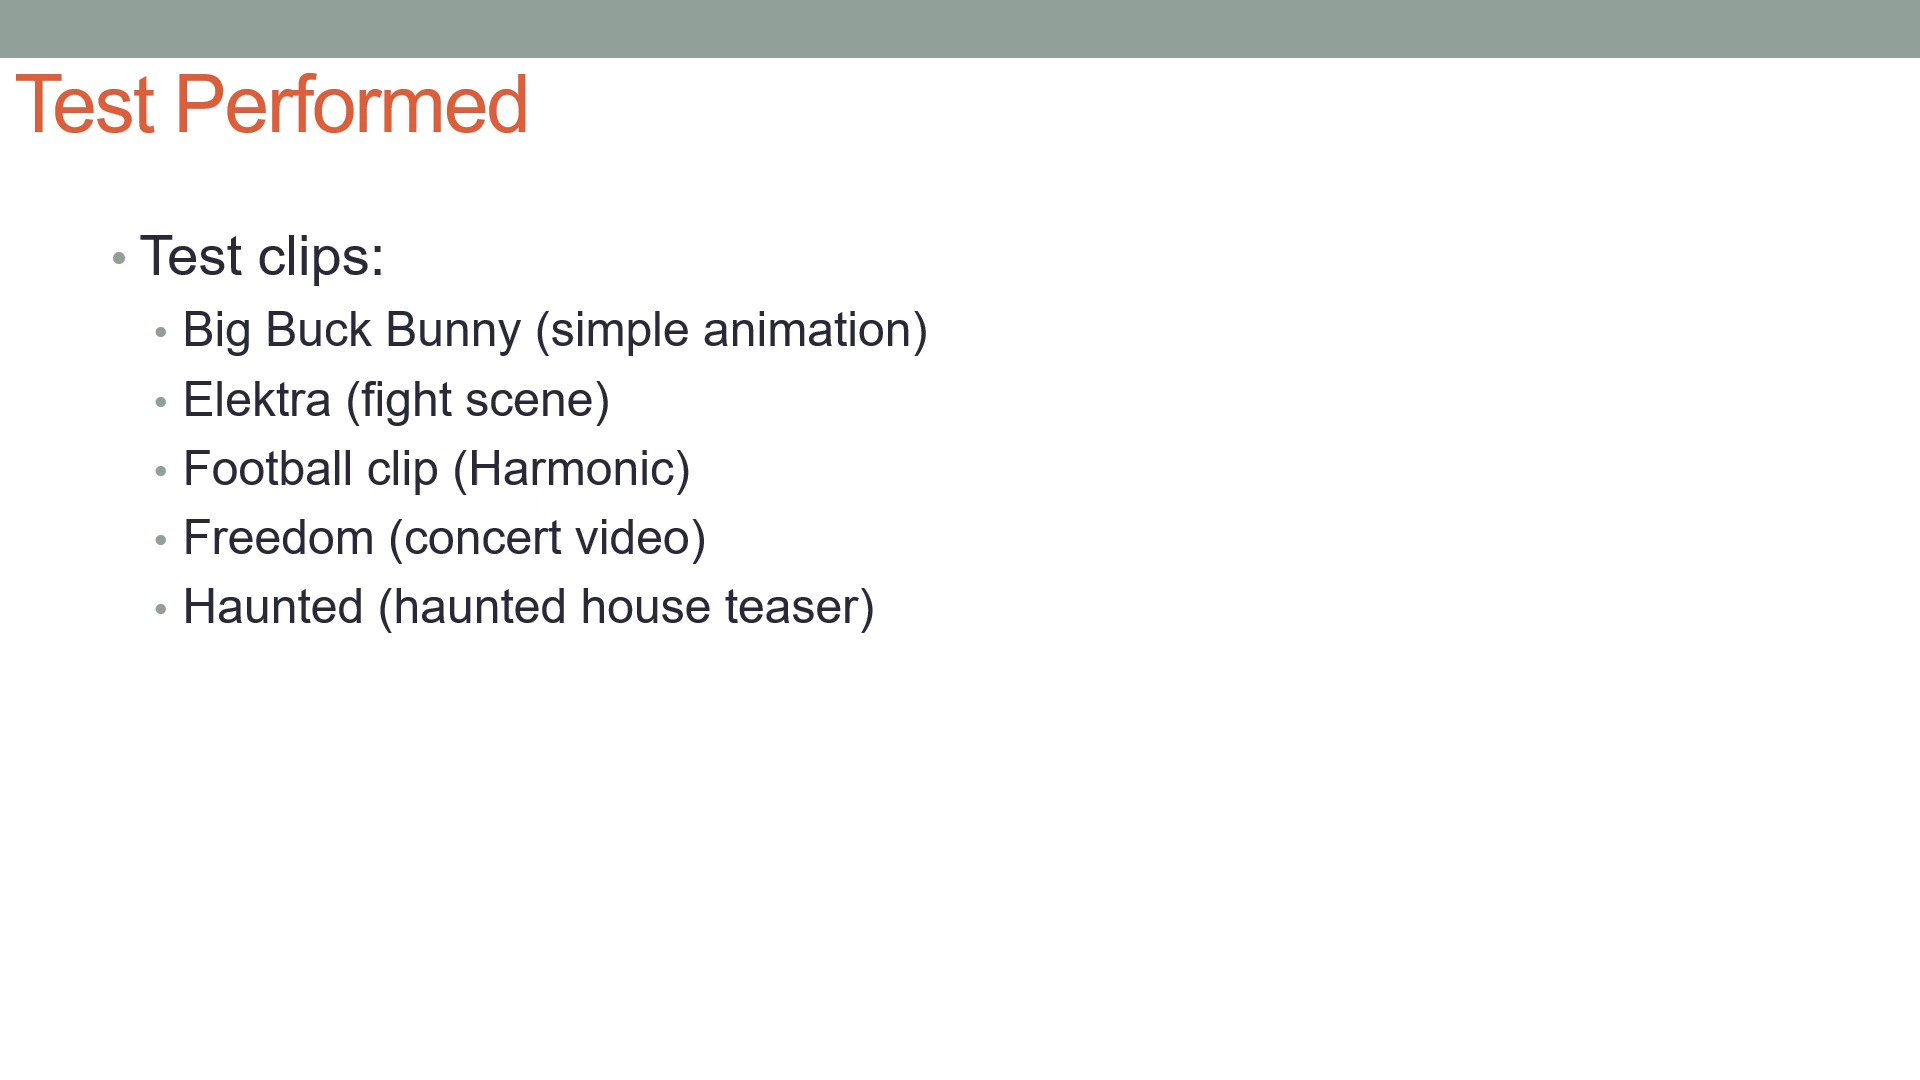 Test Performed
• Test clips:
• Big Buck Bunny (simple animation)
• Elektra (fight scene)
• Football clip (Harmonic)
• Freedom (concert video)
• Haunted (haunted house teaser)